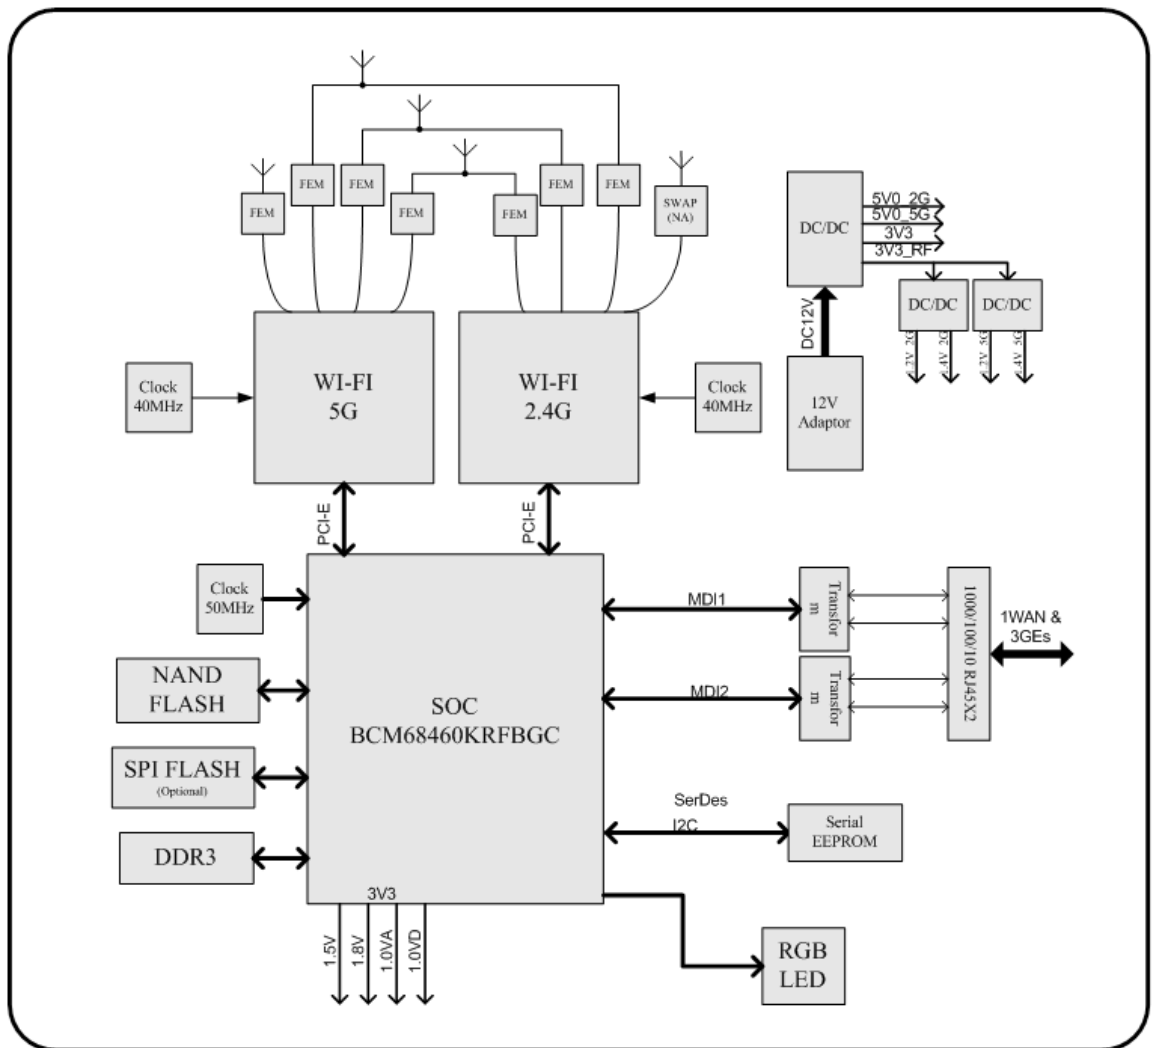 FEM
FEM
FEM
FEM
FEM
FEM
FEM
SWAP
(NA)
DC/DC
5V0_2G
5V0_5G
3V3
3V3_RF
DC/DC
DC/DC
DC12V
12V
Adaptor
Clock
40MHz
WI-FI
5G
WI-FI
2.4G
Clock
40MHz
PCI-E
PCI-E
Clock
50MHz
NAND
FLASH
SPI FLASH
(Optional)
DDR3
SOC
BCM68460KRFBGC
3V3
1.5V
1.8V
1.0VA
1.0VD
MDI1
MDI2
Transfor
m
Transfor
m
1000/100/10 RJ45X2
1WAN &
3GEs
SerDes
I2C
Serial
EEPROM
RGB
LED